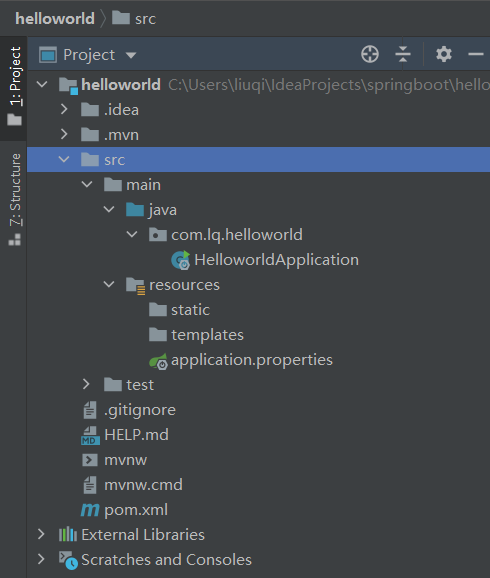 helloworld src
1: Project
Project
helloworld C:\Users\liuqi\IdeaProjects\springboot\hello
.idea
.mvn
7: Structure
src
main
java
com.lq.helloworld
HelloworldApplication
resources
static
templates
application.properties
test
.gitignore
MD HELP.md
mvnw
mvnw.cmd
m pom.xml
External Libraries
Scratches and Consoles